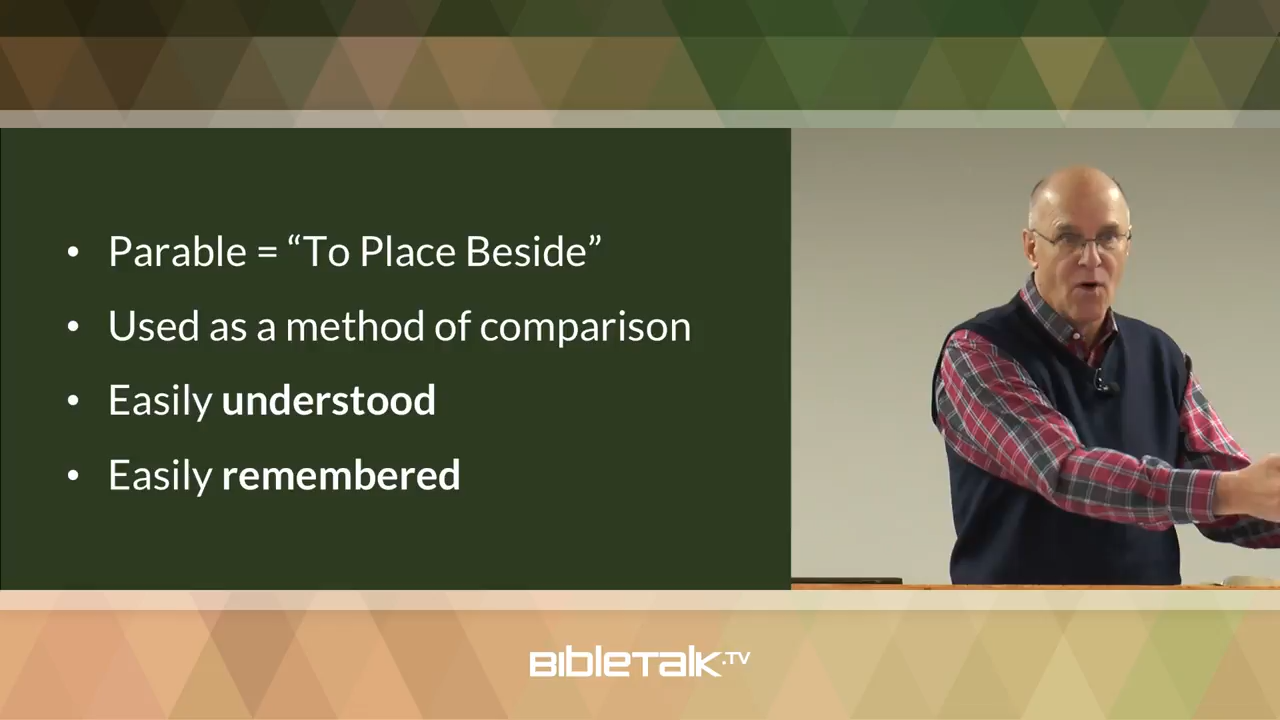 • Parable = “To Place Beside”
• Used as a method of comparison
• Easily understood
• Easily remembered
BibleTalk.TV